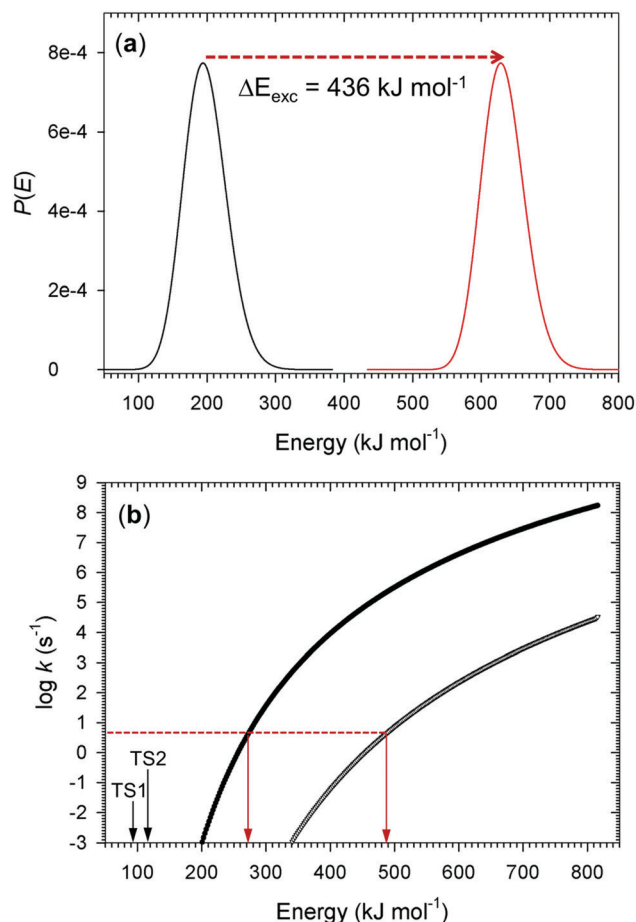 (a)
ΔE_exc = 436 kJ mol⁻¹
P(E)
8e-4
6e-4
4e-4
2e-4
0
100 200 300 400 500 600 700 800
Energy (kJ mol⁻¹)
(b)
log k (s⁻¹)
9
8
7
6
5
4
3
2
1
0
-1
-2
-3
TS2
TS1
100 200 300 400 500 600 700 800
Energy (kJ mol⁻¹)